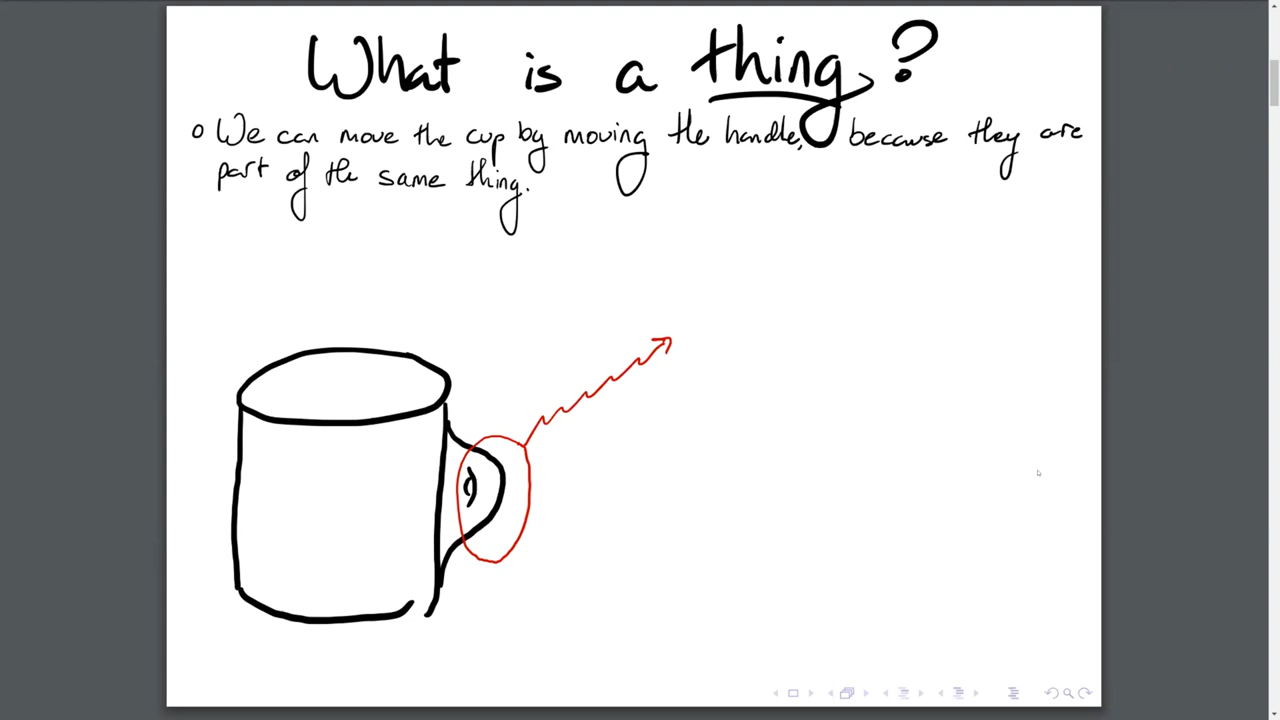 What is a thing?
o We can move the cup by moving the handle, because they are
part of the same thing.